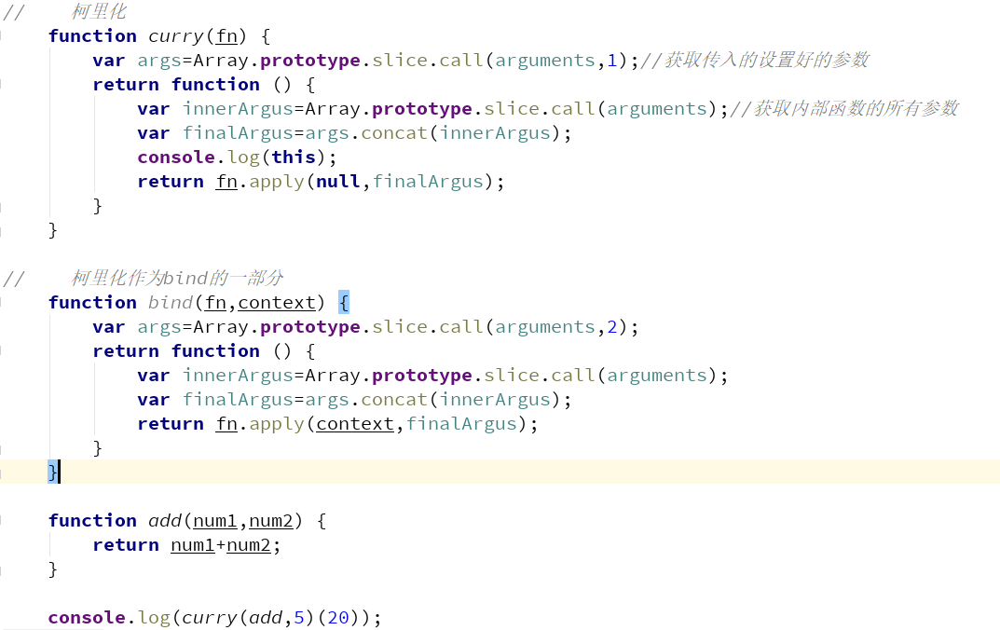 //    柯里化
    function curry(fn) {
        var args=Array.prototype.slice.call(arguments,1);//获取传入的设置好的参数
        return function () {
            var innerArgus=Array.prototype.slice.call(arguments);//获取内部函数的所有参数
            var finalArgus=args.concat(innerArgus);
            console.log(this);
            return fn.apply(null,finalArgus);
        }
    }
//    柯里化作为bind的一部分
    function bind(fn,context) {
        var args=Array.prototype.slice.call(arguments,2);
        return function () {
            var innerArgus=Array.prototype.slice.call(arguments);
            var finalArgus=args.concat(innerArgus);
            return fn.apply(context,finalArgus);
        }
    }
    function add(num1,num2) {
        return num1+num2;
    }
    console.log(curry(add,5)(20));